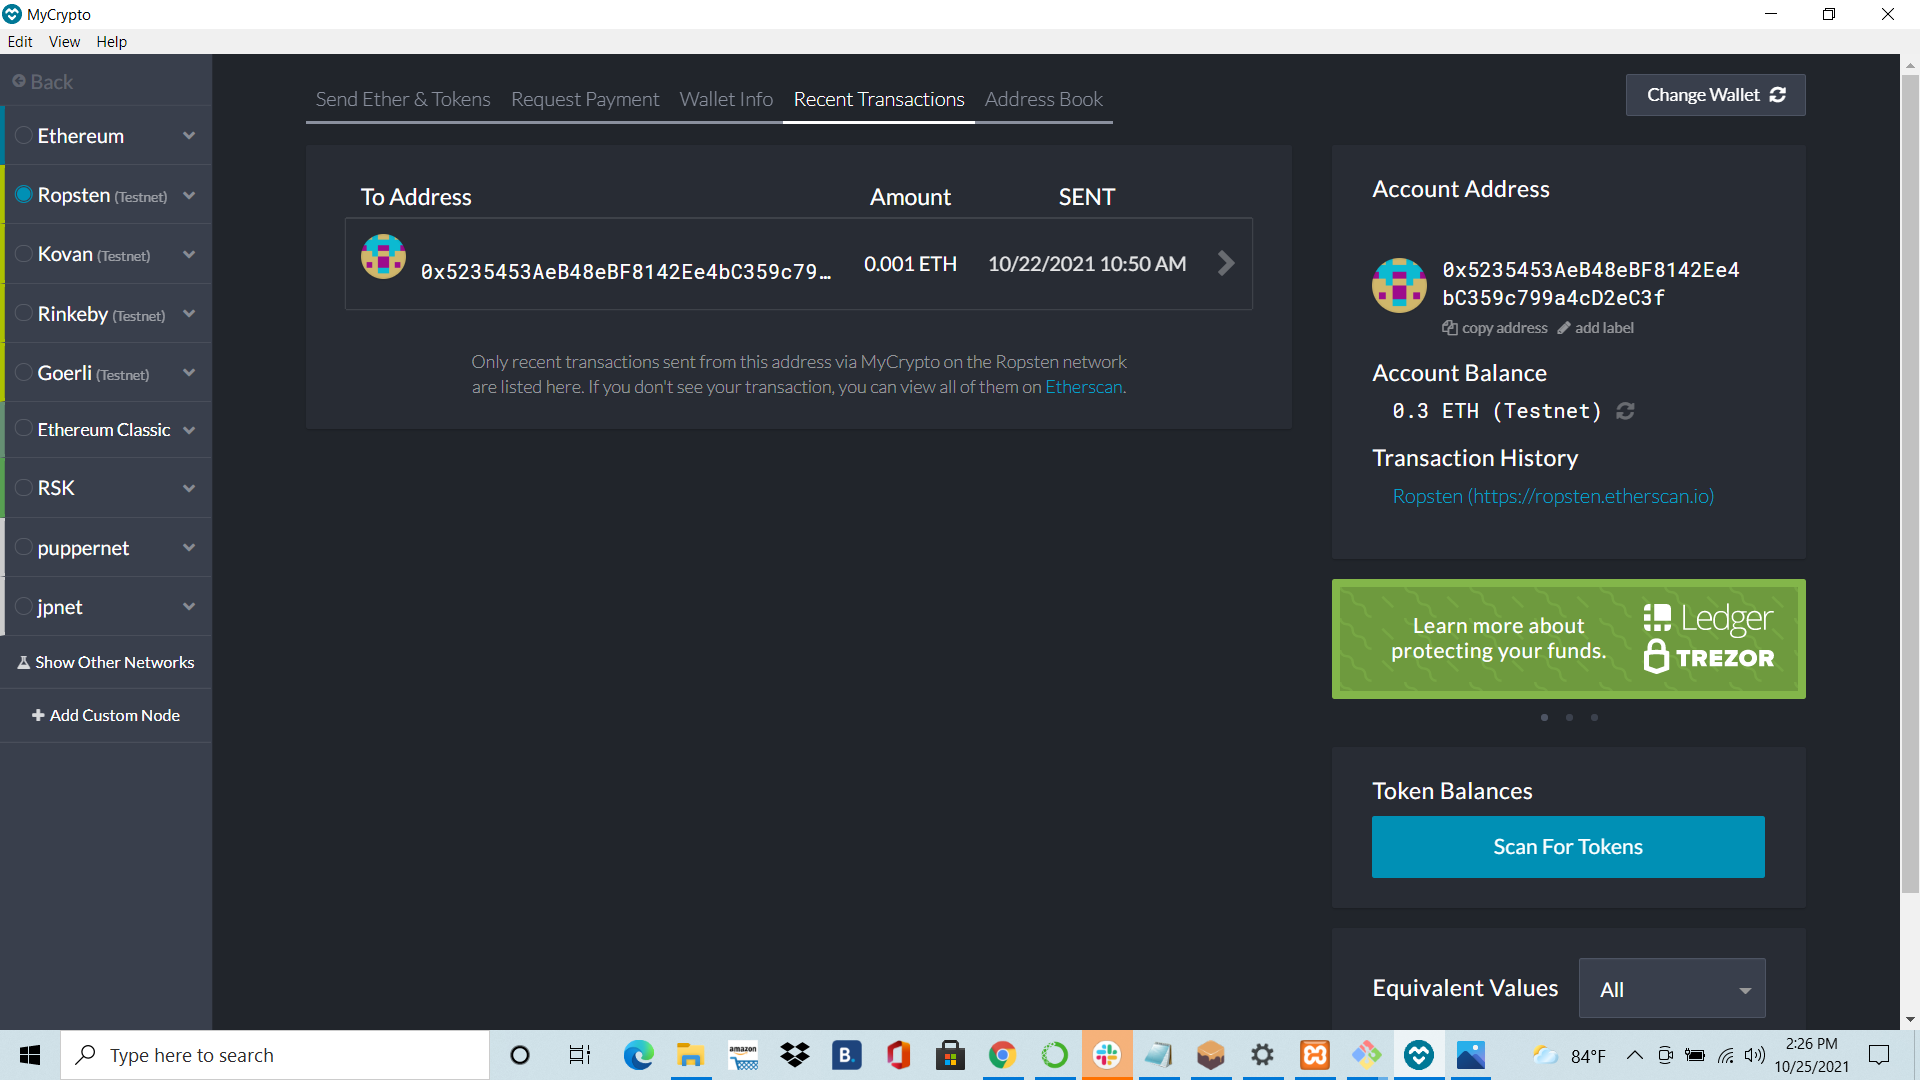 MyCrypto
Edit View Help
Back
Ethereum
Ropsten (Testnet)
Kovan (Testnet)
Rinkeby (Testnet)
Goerli (Testnet)
Ethereum Classic
RSK
puppernet
jpnet
Show Other Networks
Add Custom Node
Send Ether & Tokens Request Payment Wallet Info Recent Transactions Address Book
Change Wallet
To Address Amount SENT
0x5235453AeB48eBF8142Ee4bC359c79… 0.001 ETH 10/22/2021 10:50 AM
Only recent transactions sent from this address via MyCrypto on the Ropsten network
are listed here. If you don't see your transaction, you can view all of them on Etherscan.
Account Address
0x5235453AeB48eBF8142Ee4
bC359c799a4cD2eC3f
copy address add label
Account Balance
0.3 ETH (Testnet)
Transaction History
Ropsten (https://ropsten.etherscan.io)
Learn more about
protecting your funds.
Ledger
TREZOR
Token Balances
Scan For Tokens
Equivalent Values All
Type here to search
amazon
B.
84°F
2:26 PM
10/25/2021